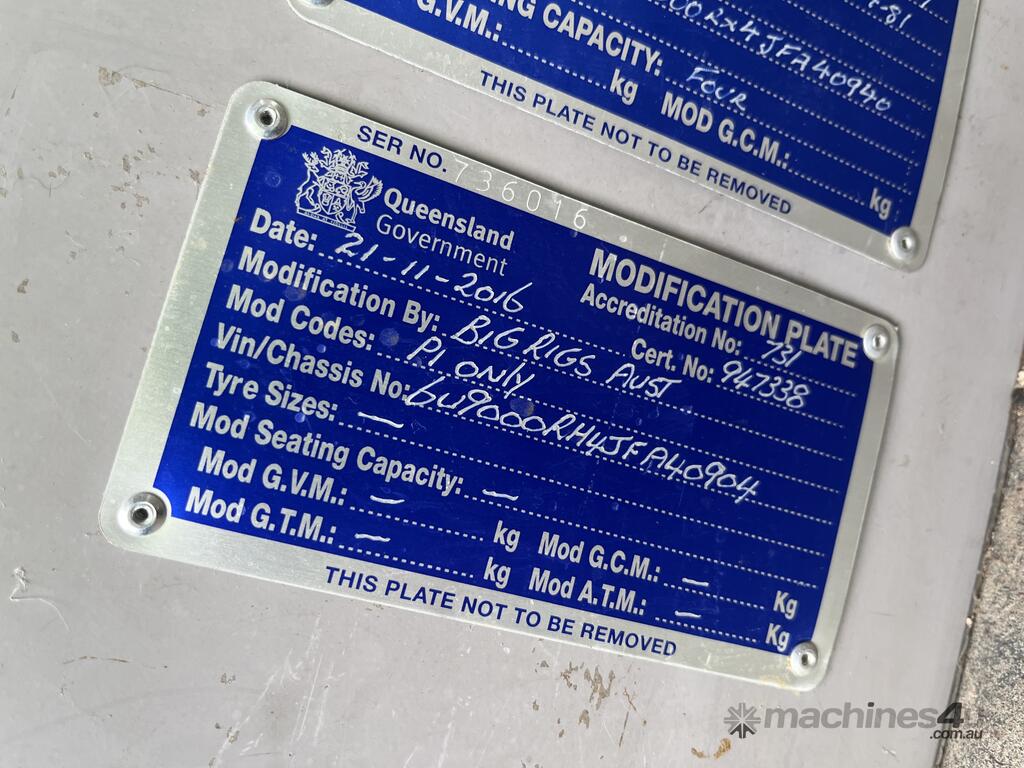 81
JFA40940
NG CAPACITY: FOUR
G.V.M.: kg MOD G.C.M.: kg
THIS PLATE NOT TO BE REMOVED
SER NO. 736016
Queensland
Government
MODIFICATION PLATE
Date: 21-11-2016 Accreditation No: 731
Modification By: BIG RIGS AUST Cert. No: 947338
Mod Codes: P1 ONLY
Vin/Chassis No: 6U9000RH4JFA40904
Tyre Sizes: —
Mod Seating Capacity: —
Mod G.V.M.: — kg Mod G.C.M.: — Kg
Mod G.T.M.: — kg Mod A.T.M.: — Kg
THIS PLATE NOT TO BE REMOVED
machines4u
.com.au